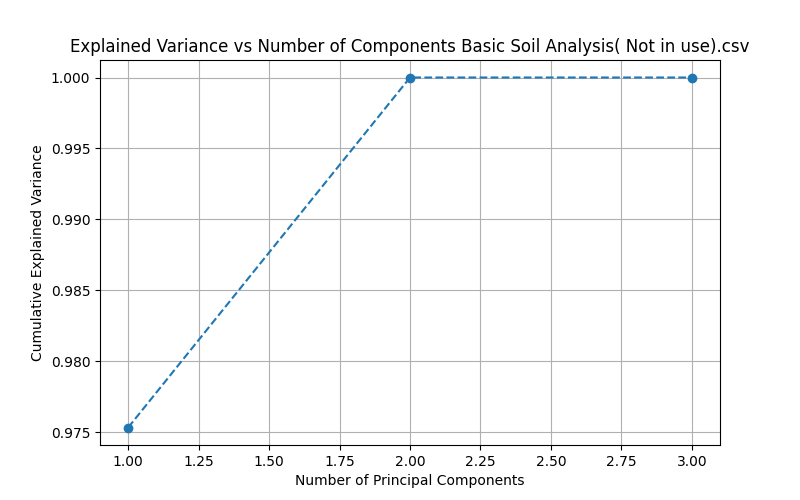 Explained Variance vs Number of Components Basic Soil Analysis( Not in use).csv
1.000
0.995
0.990
0.985
0.980
0.975
Cumulative Explained Variance
1.00 1.25 1.50 1.75 2.00 2.25 2.50 2.75 3.00
Number of Principal Components